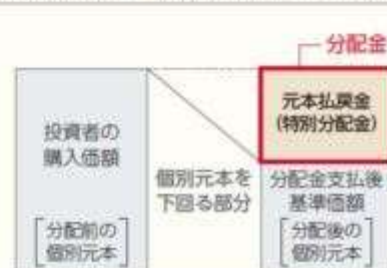 分配金
元本払戻金
(特別分配金)
投資者の
購入価額
個別元本を
下回る部分
分配金支払後
基準価額
分配前の
個別元本
分配後の
個別元本